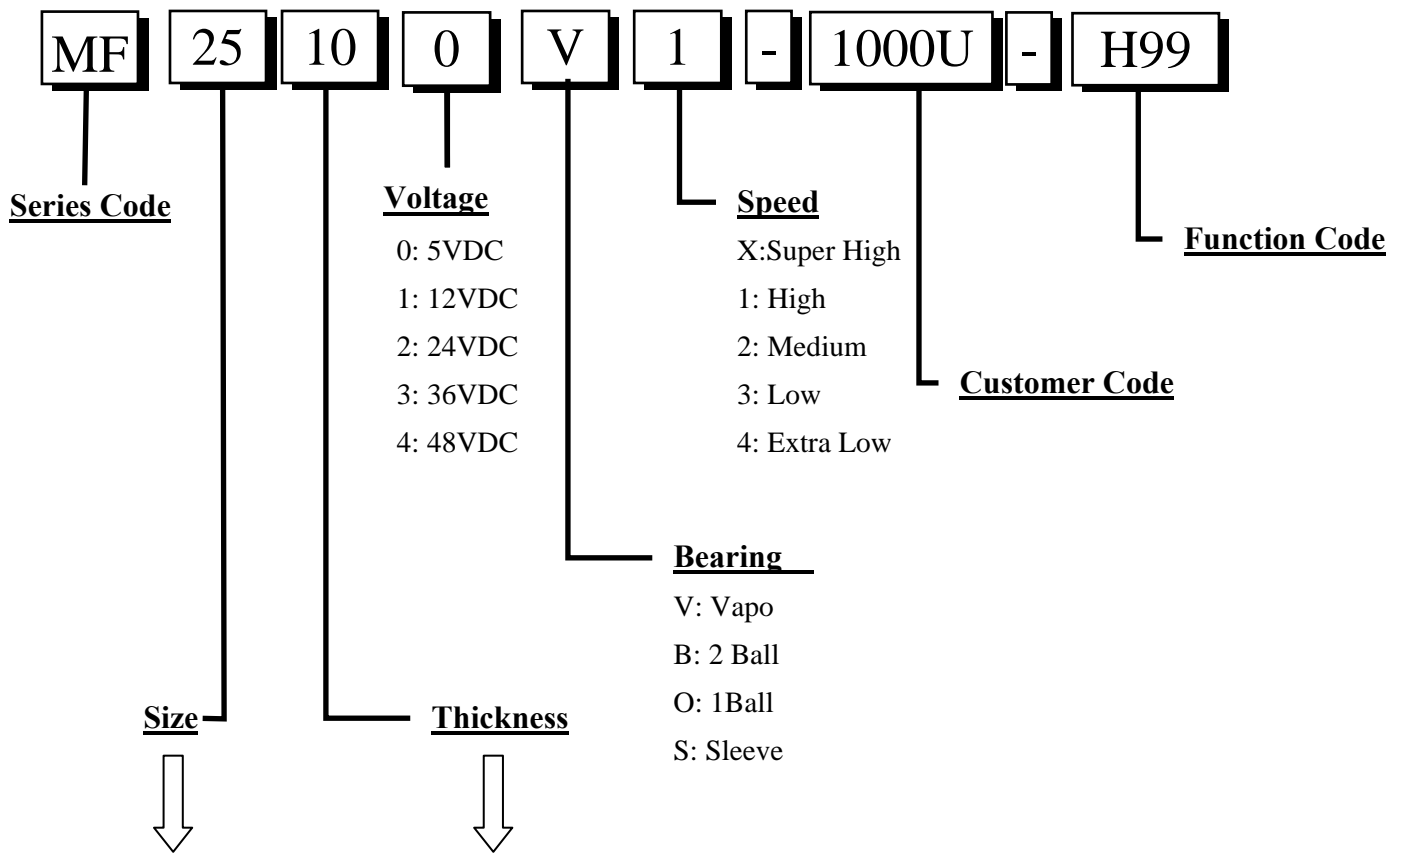 MF 25 10 0 V 1 - 1000U - H99
Series Code
Voltage
0: 5VDC
1: 12VDC
2: 24VDC
3: 36VDC
4: 48VDC
Speed
X:Super High
1: High
2: Medium
3: Low
4: Extra Low
Function Code
Customer Code
Bearing
V: Vapo
B: 2 Ball
O: 1Ball
S: Sleeve
Size
Thickness